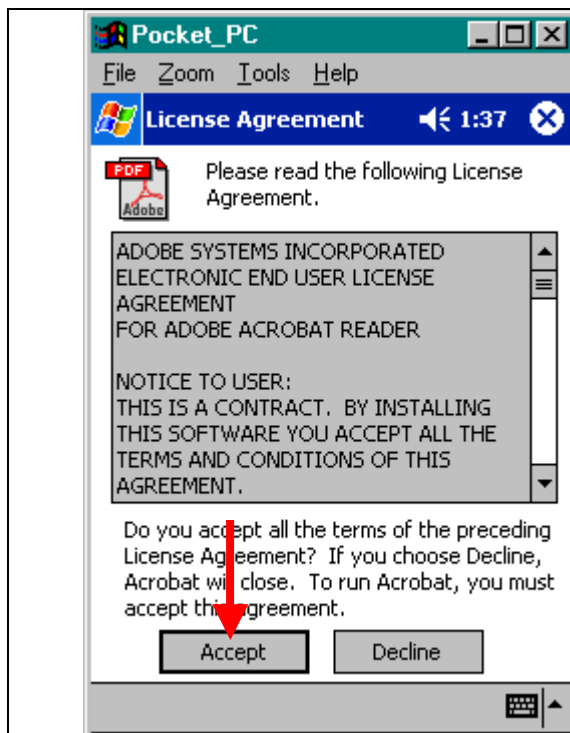 Pocket_PC
File Zoom Tools Help
License Agreement 1:37
PDF
Adobe
Please read the following License
Agreement.
ADOBE SYSTEMS INCORPORATED
ELECTRONIC END USER LICENSE
AGREEMENT
FOR ADOBE ACROBAT READER
NOTICE TO USER:
THIS IS A CONTRACT. BY INSTALLING
THIS SOFTWARE YOU ACCEPT ALL THE
TERMS AND CONDITIONS OF THIS
AGREEMENT.
Do you accept all the terms of the preceding
License Agreement? If you choose Decline,
Acrobat will close. To run Acrobat, you must
accept this agreement.
Accept Decline